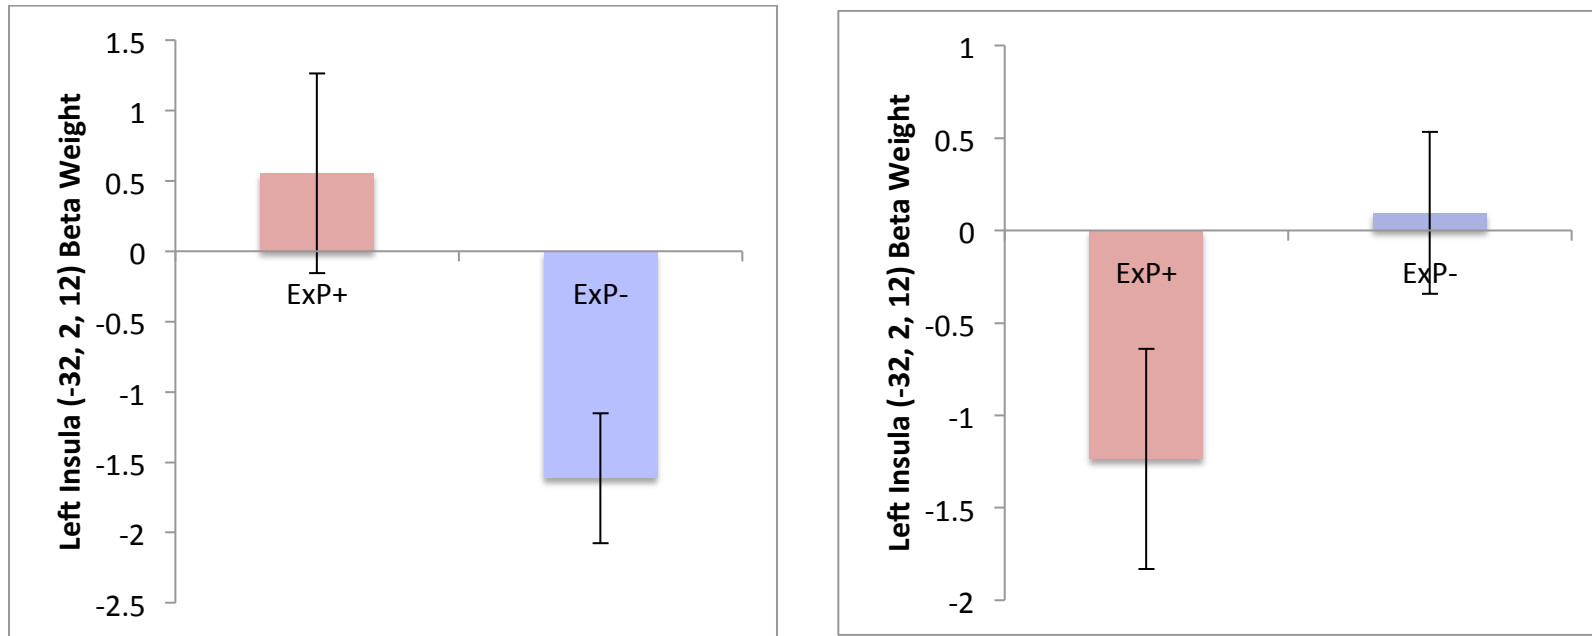 Left Insula (-32, 2, 12) Beta Weight
1.5
1
0.5
0
-0.5
-1
-1.5
-2
-2.5
ExP+
ExP-
Left Insula (-32, 2, 12) Beta Weight
1
0.5
0
-0.5
-1
-1.5
-2
ExP+
ExP-